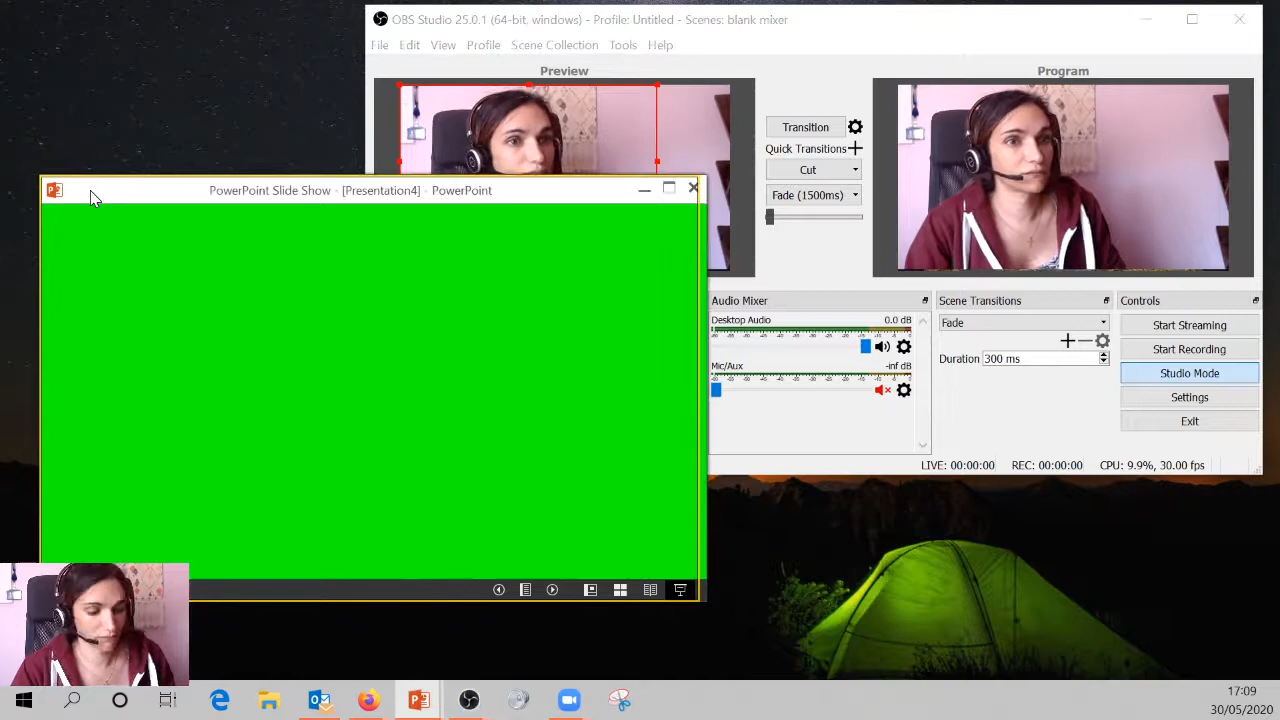 OBS Studio 25.0.1 (64-bit, windows) - Profile: Untitled - Scenes: blank mixer
File Edit View Profile Scene Collection Tools Help
Preview
Program
Transition
Quick Transitions
Cut
Fade (1500ms)
PowerPoint Slide Show - [Presentation4] - PowerPoint
Audio Mixer
Desktop Audio 0.0 dB
Mic/Aux -inf dB
Scene Transitions
Fade
Duration 300 ms
Controls
Start Streaming
Start Recording
Studio Mode
Settings
Exit
LIVE: 00:00:00 REC: 00:00:00 CPU: 9.9%, 30.00 fps
17:09
30/05/2020